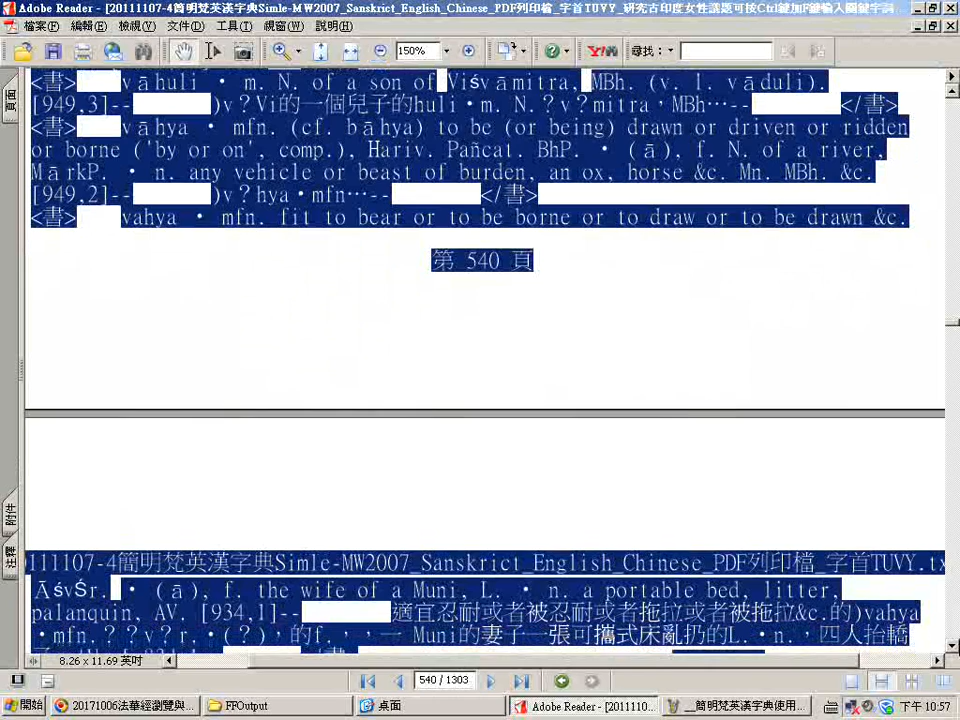 Adobe Reader - [20111107-4簡明梵英漢字典Simle-MW2007_Sanskrict_English_Chinese_PDF列印檔_字首TUVY_研究古印度女性議題可按Ctrl鍵加F鍵輸入關鍵字詞
檔案(F) 編輯(E) 檢視(V) 文件(D) 工具(T) 視窗(W) 說明(H)
150% ? Y! 尋找：
頁面
<書> vāhuli ‧ m. N. of a son of Viśvāmitra, MBh. (v. l. vāduli).
[949,3]-- )v？Vi的一個兒子的huli‧m. N.？v？mitra，MBh…-- </書>
<書> vāhya ‧ mfn. (cf. bāhya) to be (or being) drawn or driven or ridden
or borne ('by or on', comp.), Hariv. Pañcat. BhP. ‧ (ā), f. N. of a river,
MārkP. ‧ n. any vehicle or beast of burden, an ox, horse &c. Mn. MBh. &c.
[949,2]-- )v？hya‧mfn…-- </書>
<書> vahya ‧ mfn. fit to bear or to be borne or to draw or to be drawn &c.
第 540 頁
附件
注釋
111107-4簡明梵英漢字典Simle-MW2007_Sanskrict_English_Chinese_PDF列印檔_字首TUVY.tx
ĀśvŚr. ‧ (ā), f. the wife of a Muni, L. ‧ n. a portable bed, litter,
palanquin, AV. [934,1]-- 適宜忍耐或者被忍耐或者拖拉或者被拖拉&c.的)vahya
‧mfn.？？v？r，‧(？)，的f.，，一 Muni的妻子一張可攜式床亂扔的L.‧n.，四人抬轎
8.26 x 11.69 英吋
540 / 1303
開始 20171006法華經瀏覽與... FFOutput 桌面 Adobe Reader - [2011... __簡明梵英漢字典使用... 下午 10:57